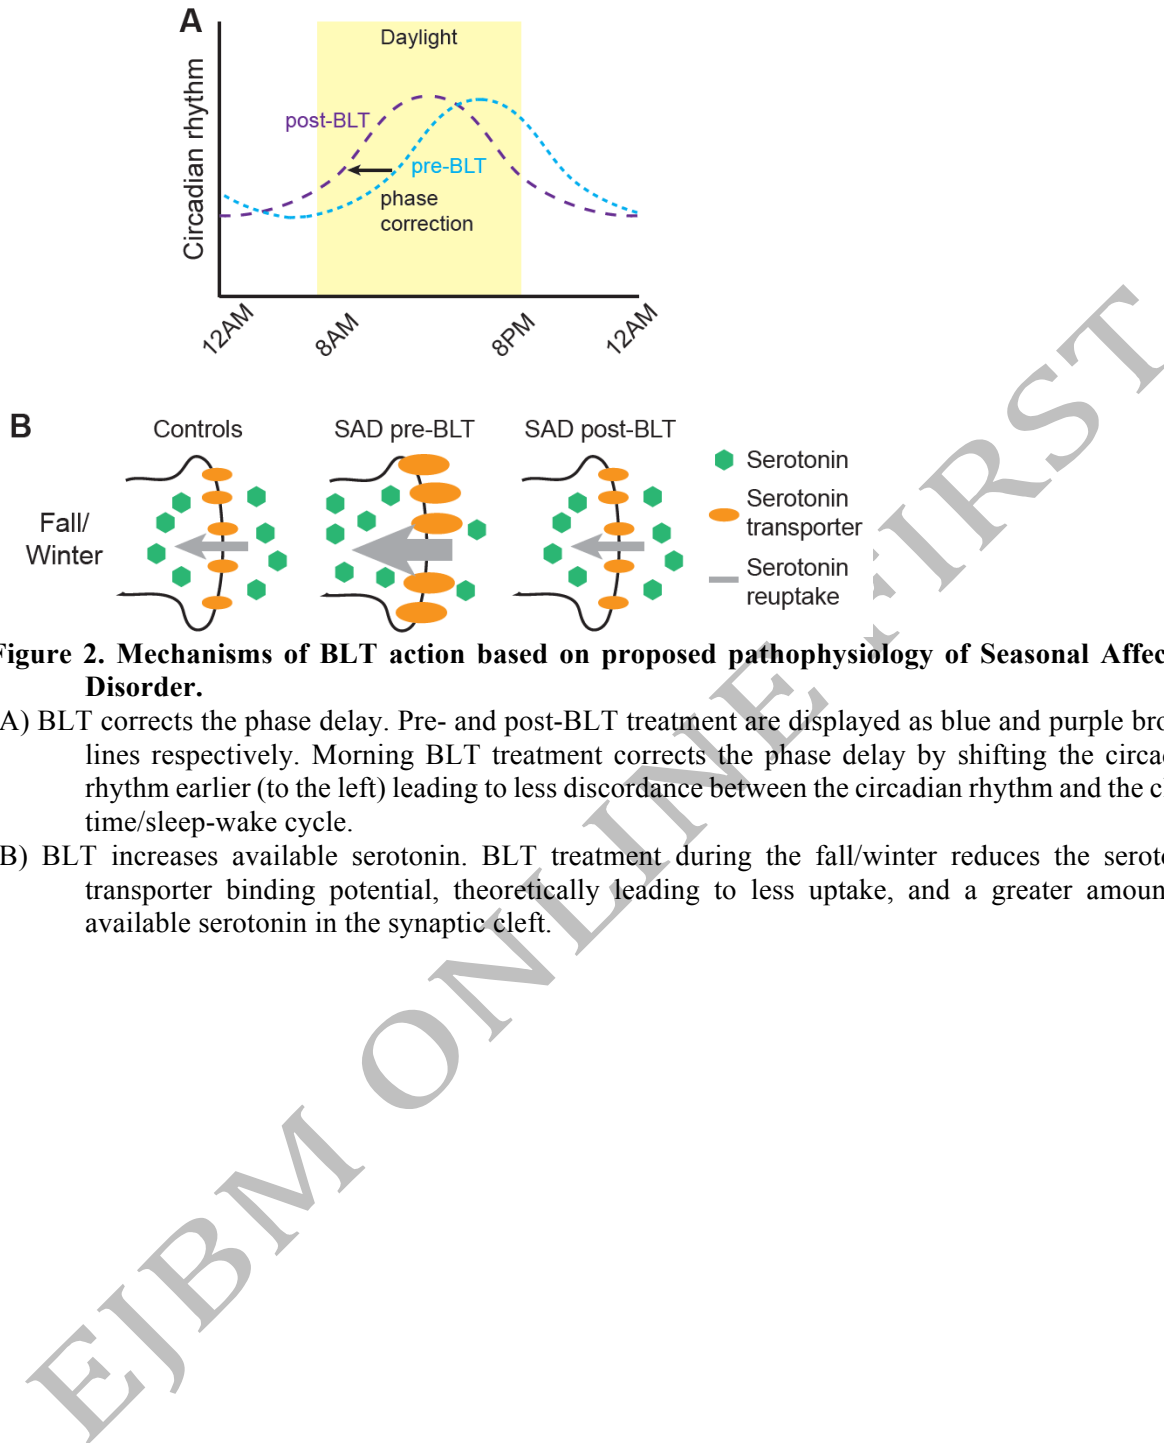 A
Daylight
Circadian rhythm
post-BLT
pre-BLT
phase
correction
12AM
8AM
8PM
12AM
B
Controls
SAD pre-BLT
SAD post-BLT
Fall/
Winter
Serotonin
Serotonin
transporter
Serotonin
reuptake
Figure 2. Mechanisms of BLT action based on proposed pathophysiology of Seasonal Affec
Disorder.
A) BLT corrects the phase delay. Pre- and post-BLT treatment are displayed as blue and purple bro
lines respectively. Morning BLT treatment corrects the phase delay by shifting the circa
rhythm earlier (to the left) leading to less discordance between the circadian rhythm and the c
time/sleep-wake cycle.
B) BLT increases available serotonin. BLT treatment during the fall/winter reduces the seroto
transporter binding potential, theoretically leading to less uptake, and a greater amoun
available serotonin in the synaptic cleft.
EJBM ONLINE FIRST